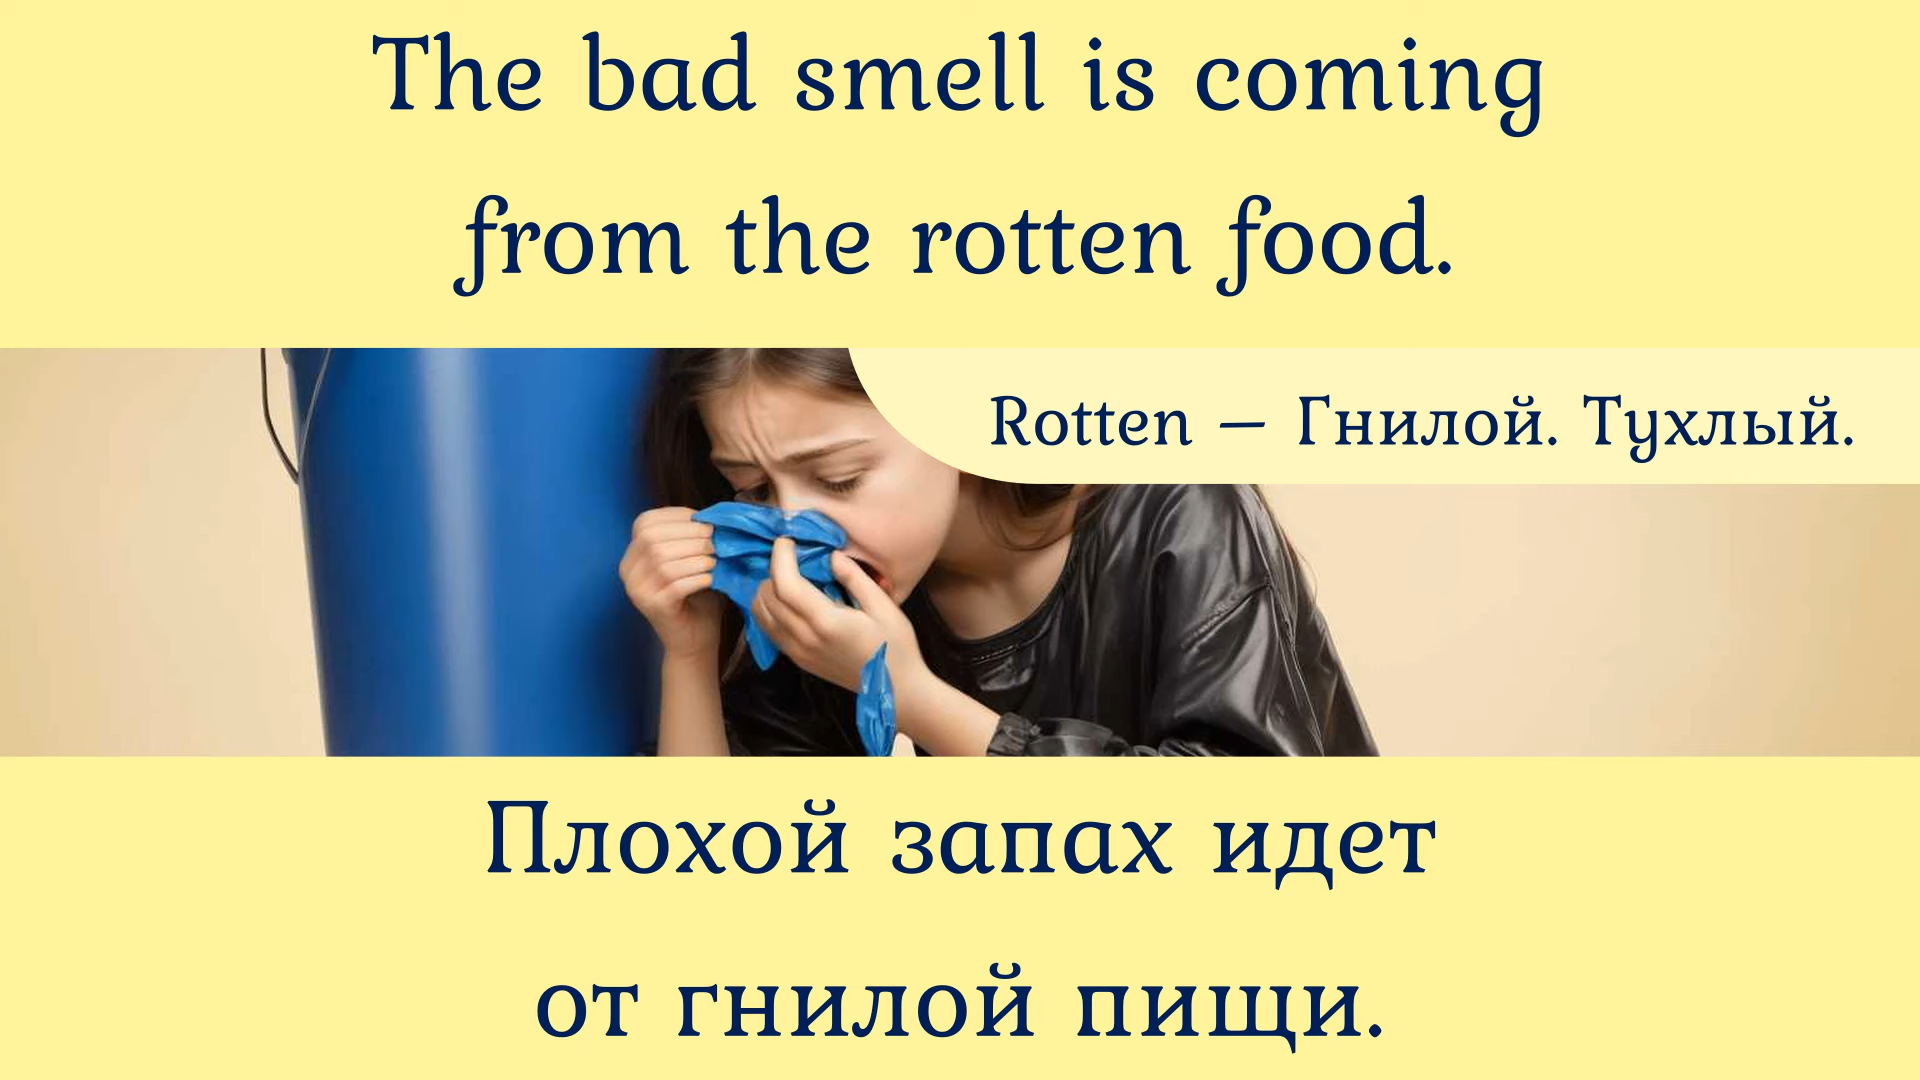 The bad smell is coming
from the rotten food.
Rotten – Гнилой. Тухлый.
Плохой запах идет
от гнилой пищи.